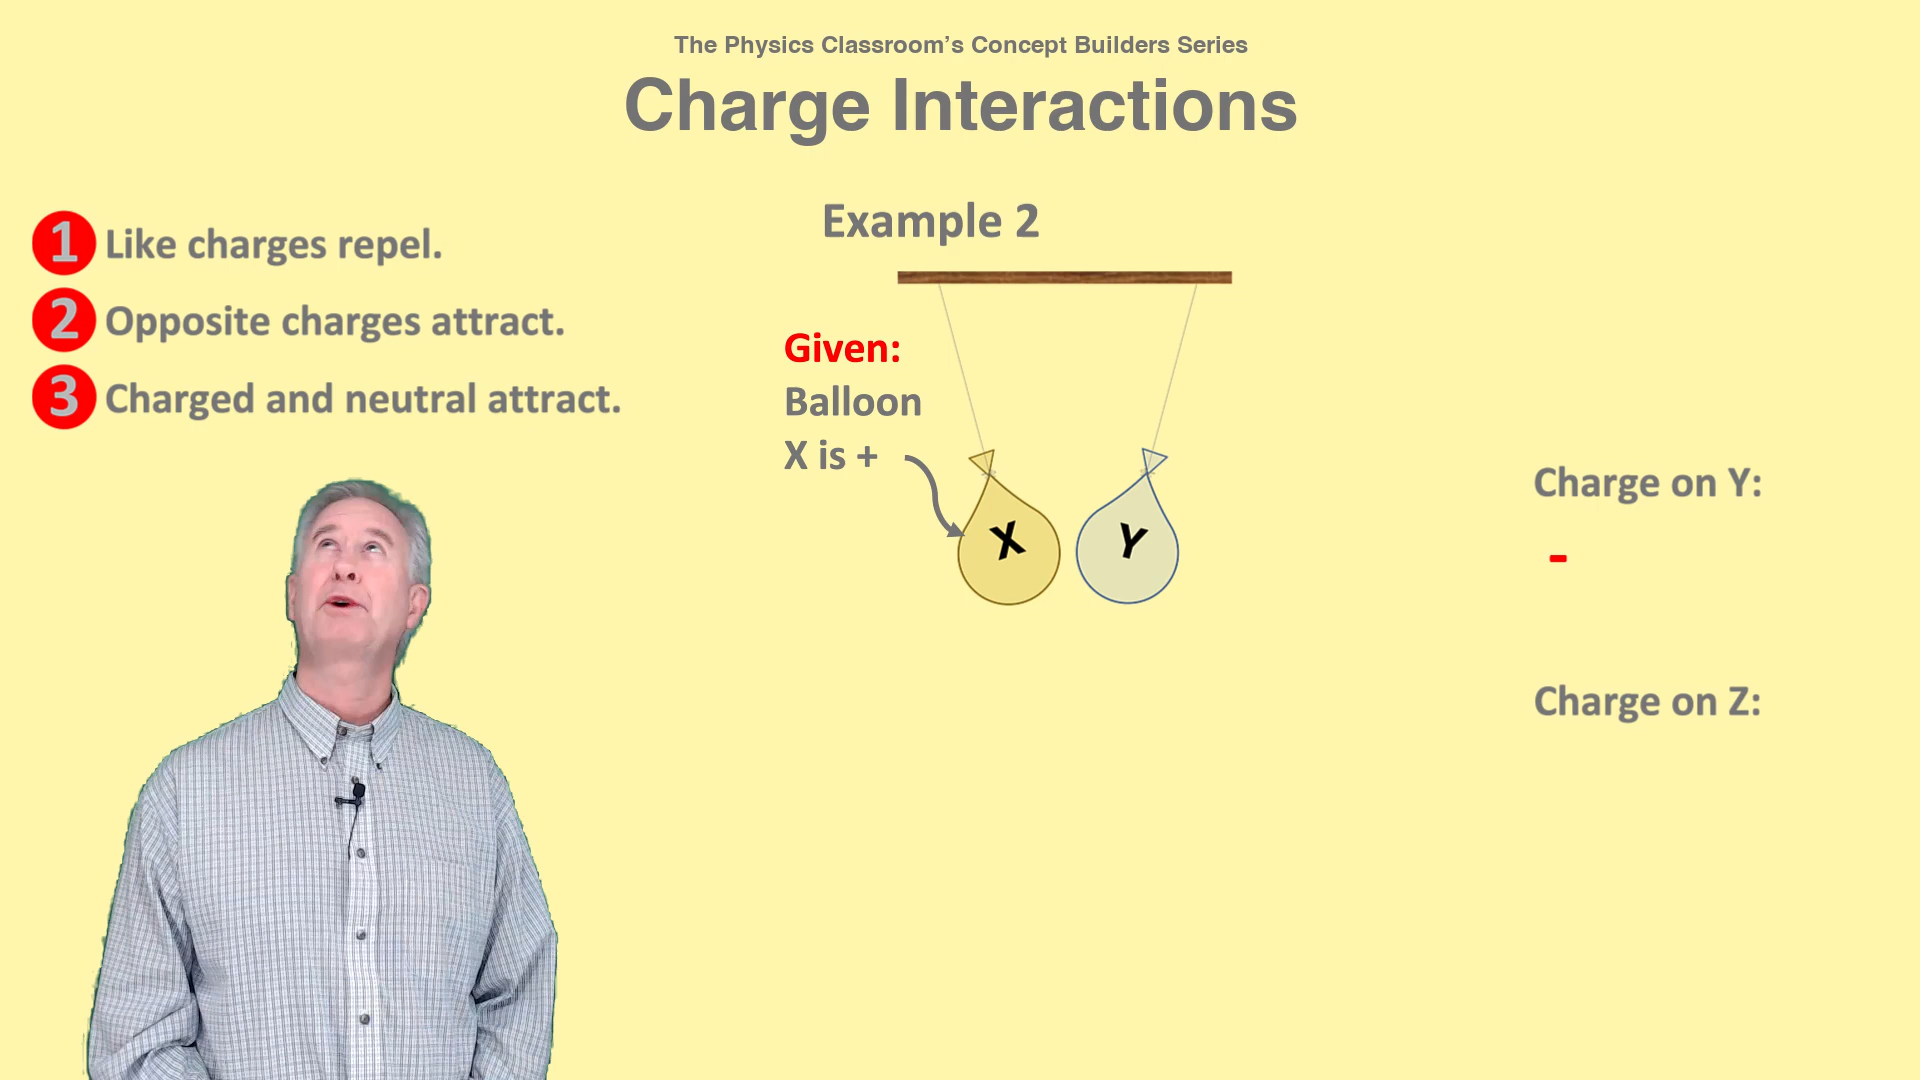 The Physics Classroom’s Concept Builders Series
Charge Interactions
1 Like charges repel.
2 Opposite charges attract.
3 Charged and neutral attract.
Example 2
Given:
Balloon
X is +
X
Y
Charge on Y:
-
Charge on Z: